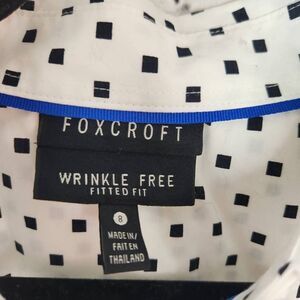 FOXCROFT
WRINKLE FREE
FITTED FIT
8
MADE IN/
FAIT EN
THAILAND